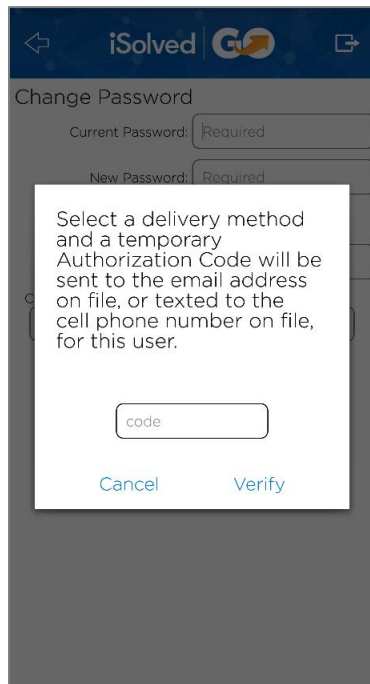 iSolved GO
Change Password
Current Password: Required
New Password: Required
Select a delivery method
and a temporary
Authorization Code will be
sent to the email address
on file, or texted to the
cell phone number on file,
for this user.
code
Cancel Verify